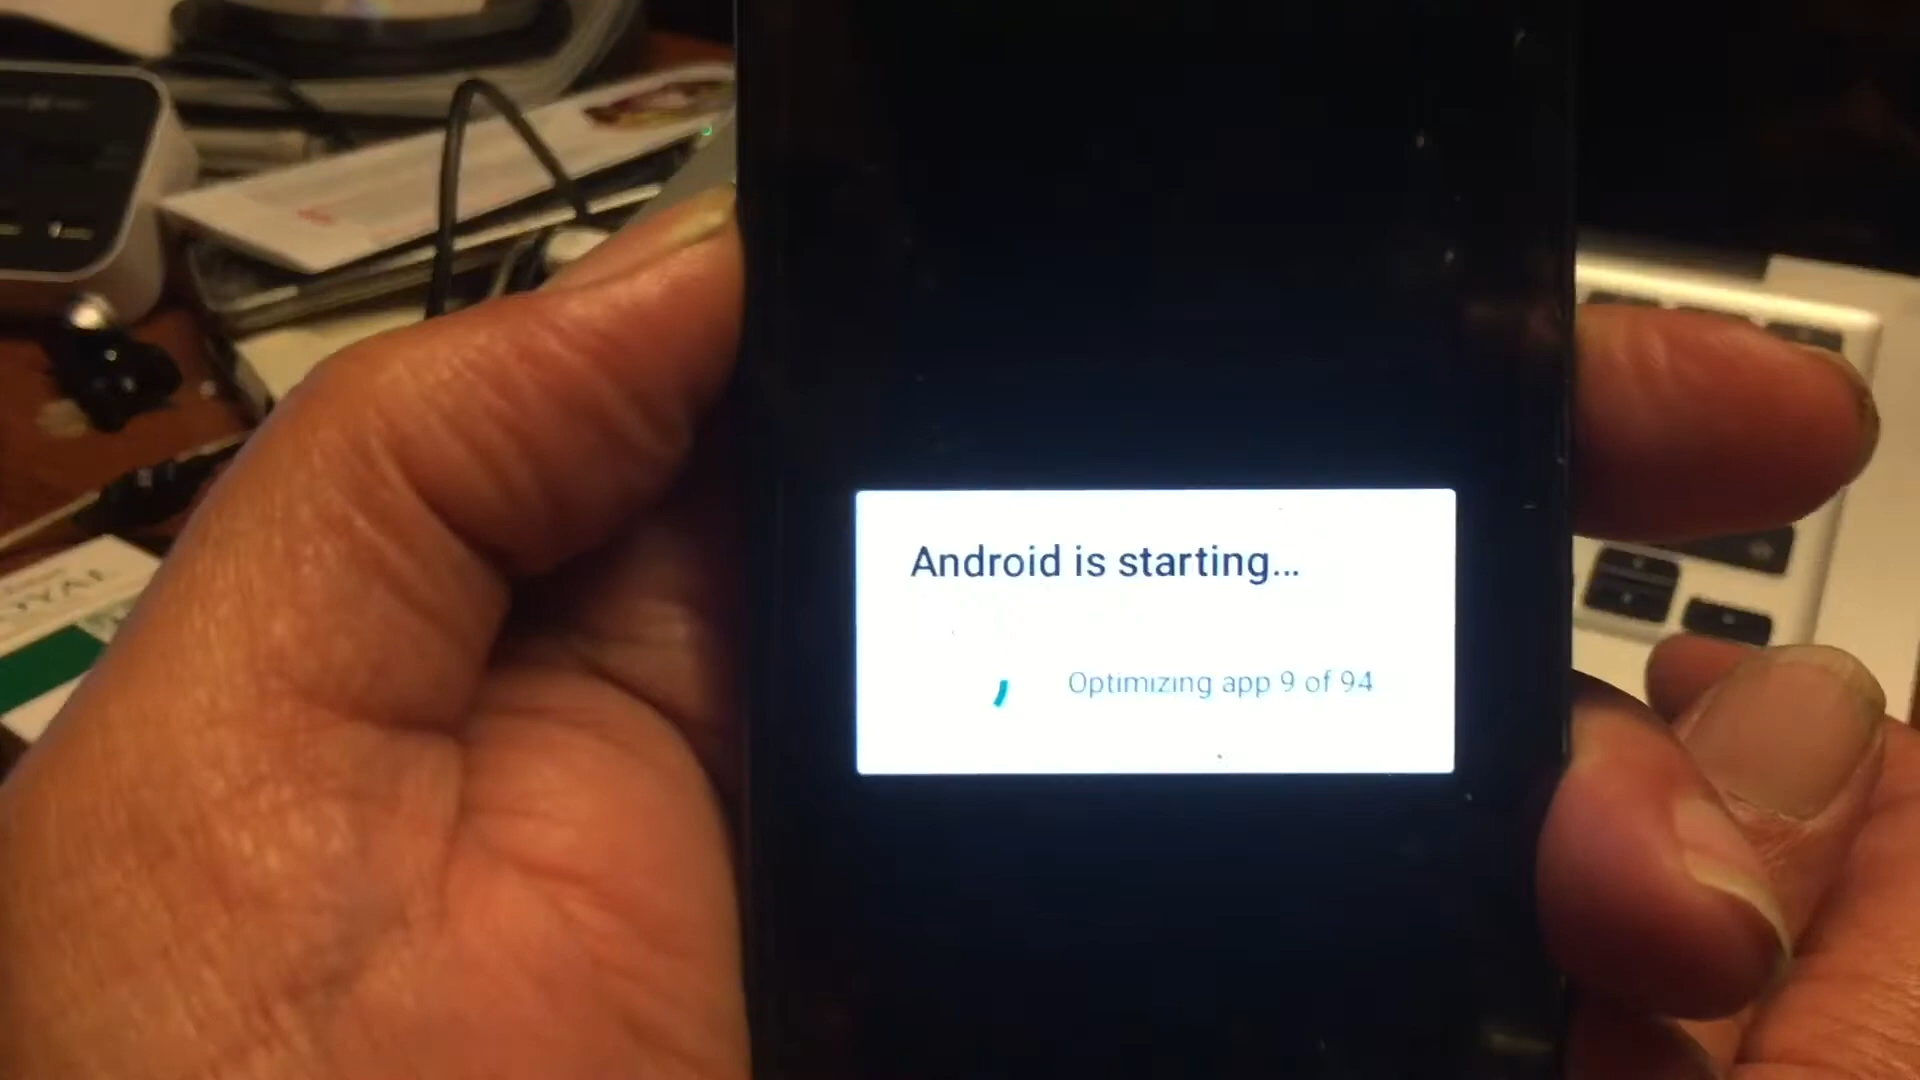 Android is starting...
Optimizing app 9 of 94